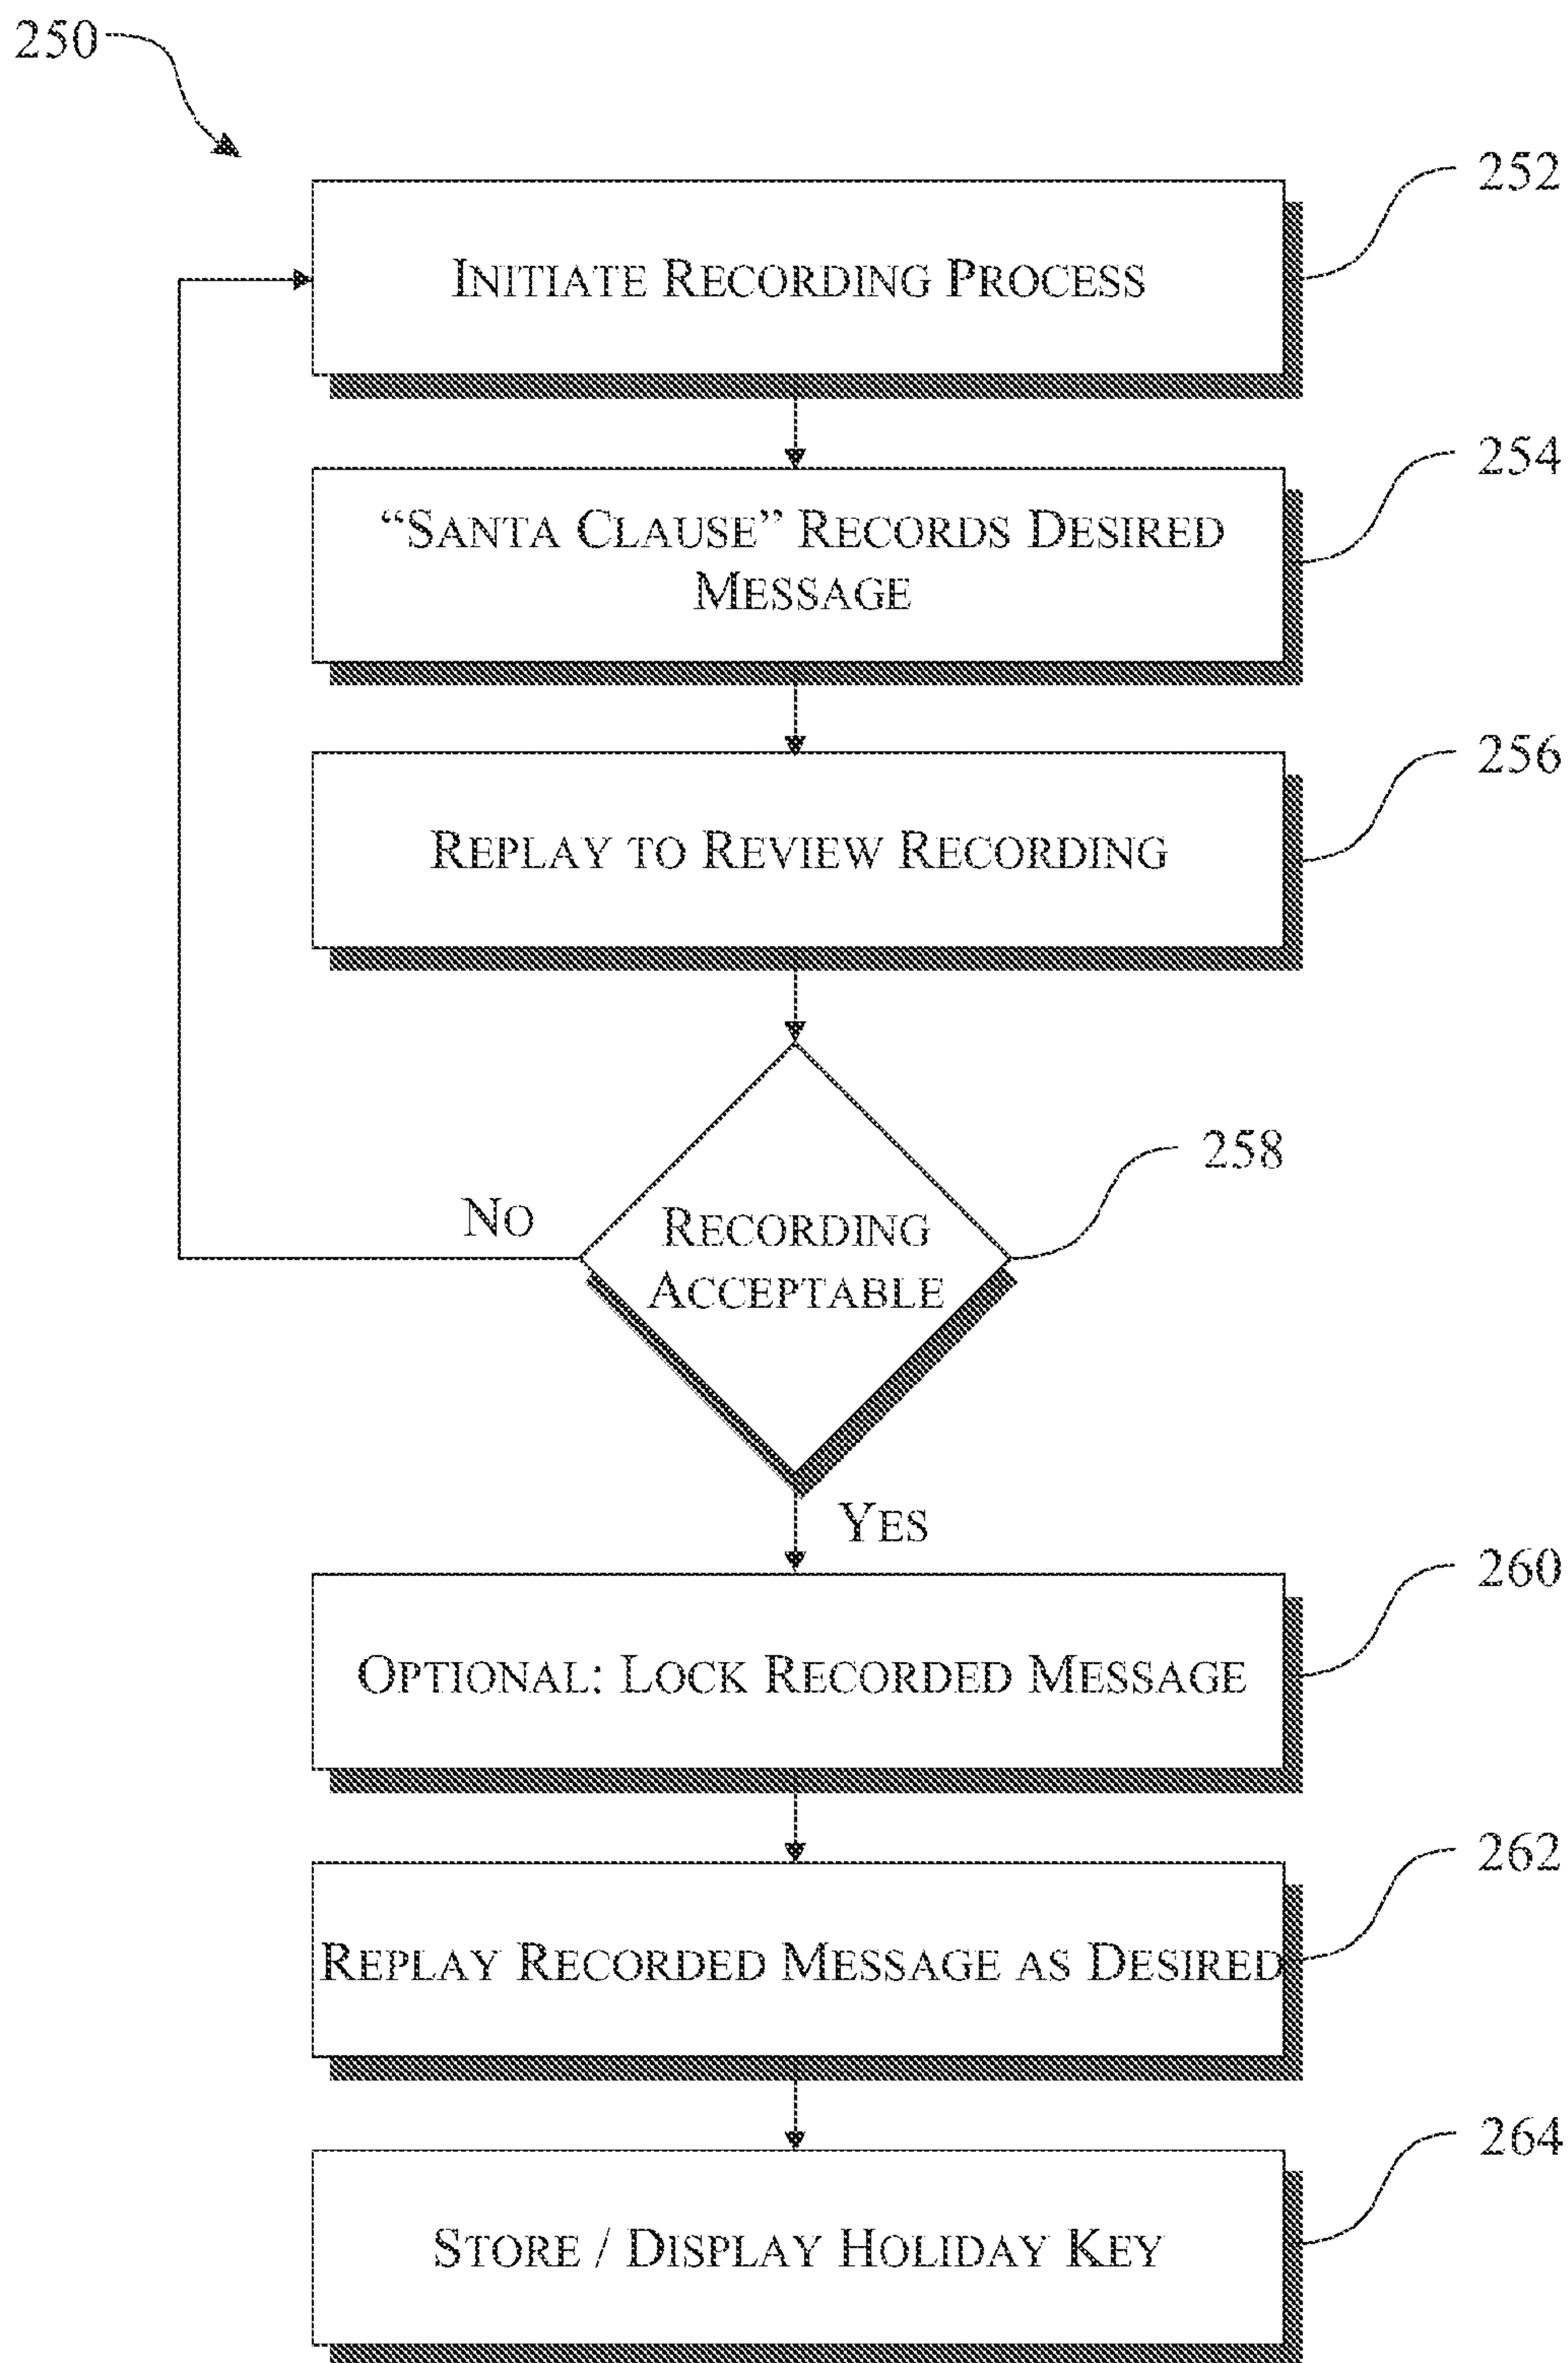 250
252
INITIATE RECORDING PROCESS
254
“SANTA CLAUSE” RECORDS DESIRED
MESSAGE
256
REPLAY TO REVIEW RECORDING
258
NO
RECORDING
ACCEPTABLE
YES
260
OPTIONAL: LOCK RECORDED MESSAGE
262
REPLAY RECORDED MESSAGE AS DESIRED
264
STORE / DISPLAY HOLIDAY KEY